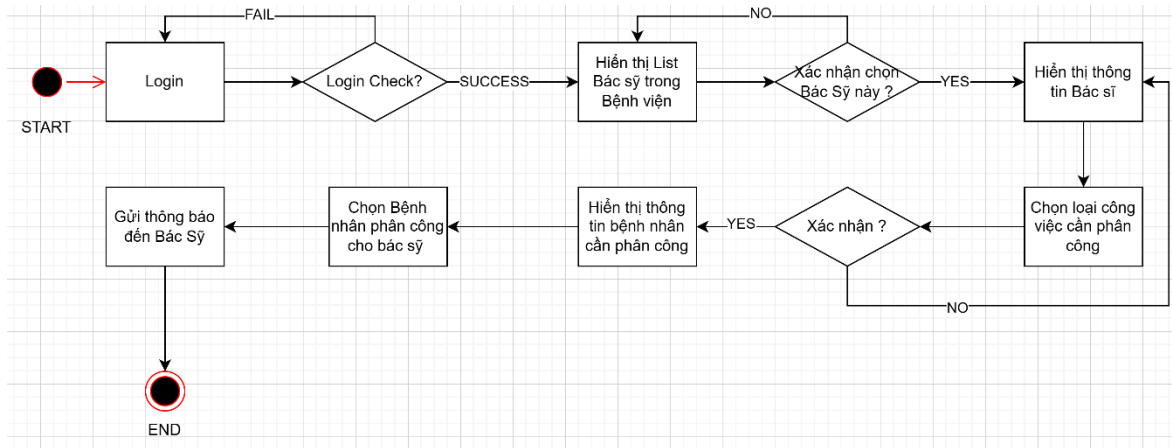 FAIL
NO
Login
Login Check?
SUCCESS
Hiển thị List
Bác sỹ trong
Bệnh viện
Xác nhận chọn
Bác Sỹ này ?
YES
Hiển thị thông
tin Bác sĩ
START
Gửi thông báo
đến Bác Sỹ
Chọn Bệnh
nhân phân công
cho bác sỹ
Hiển thị thông
tin bệnh nhân
cần phân công
YES
Xác nhận ?
Chọn loại công
việc cần phân
công
NO
END